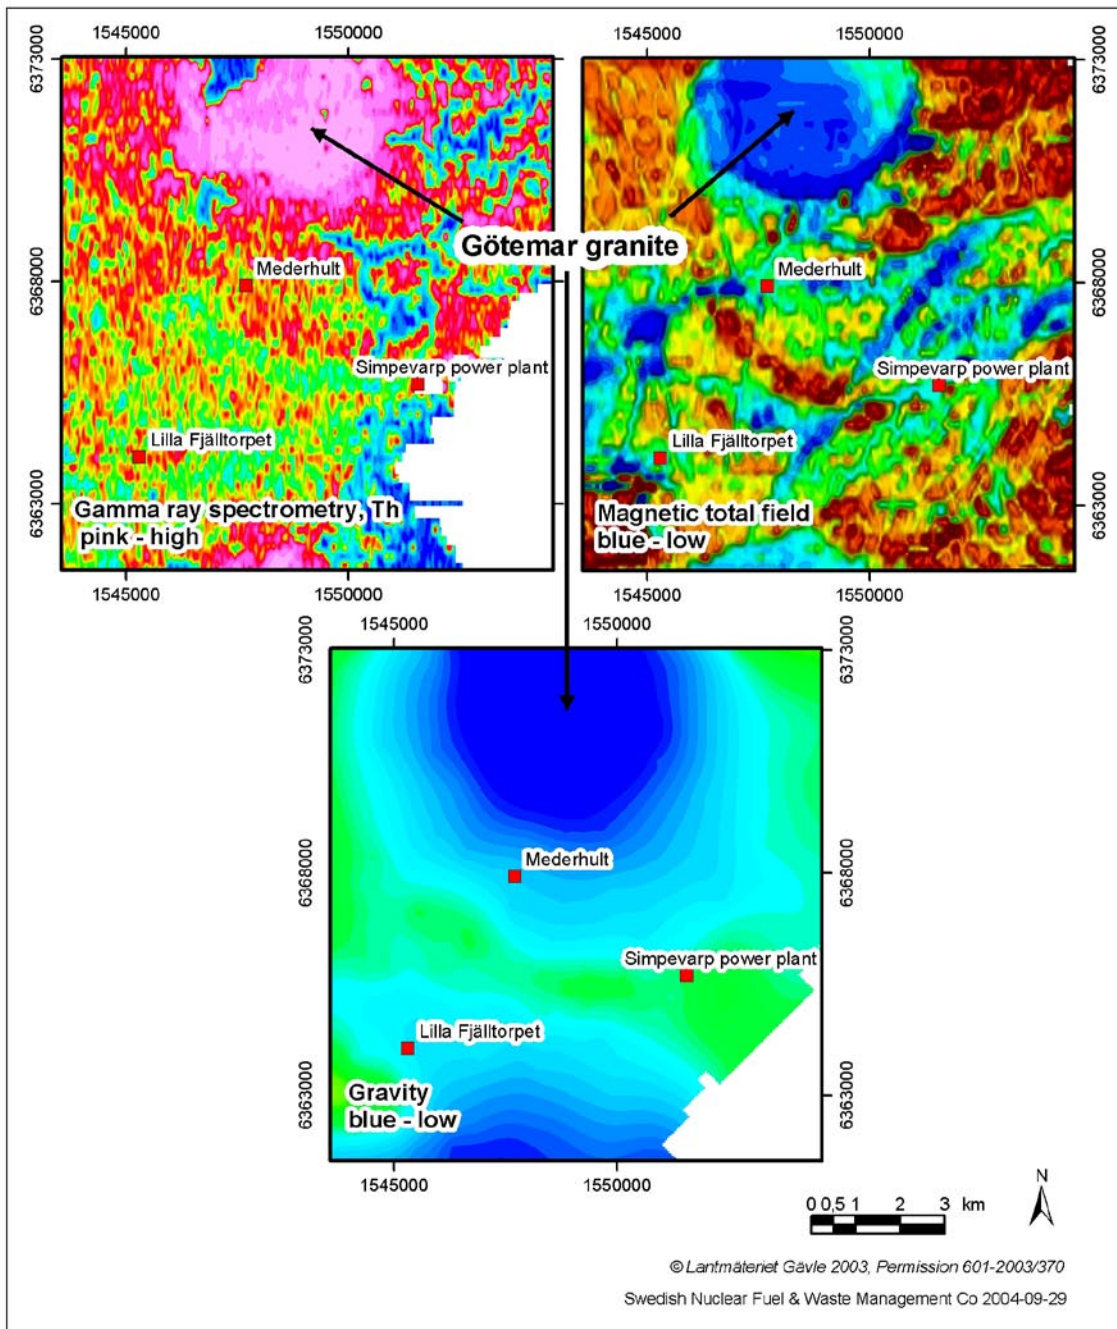 1545000 1550000
1545000 1550000
6373000
6373000
Götemar granite
Mederhult
Mederhult
6368000
6368000
Simpevarp power plant
Simpevarp power plant
Lilla Fjälltorpet
Lilla Fjälltorpet
6363000
6363000
Gamma ray spectrometry, Th
pink - high
Magnetic total field
blue - low
1545000 1550000
1545000 1550000
1545000 1550000
6373000
6373000
Mederhult
6368000
6368000
Simpevarp power plant
Lilla Fjälltorpet
6363000
6363000
Gravity
blue - low
1545000 1550000
N
0 0,5 1 2 3 km
© Lantmäteriet Gävle 2003, Permission 601-2003/370
Swedish Nuclear Fuel & Waste Management Co 2004-09-29